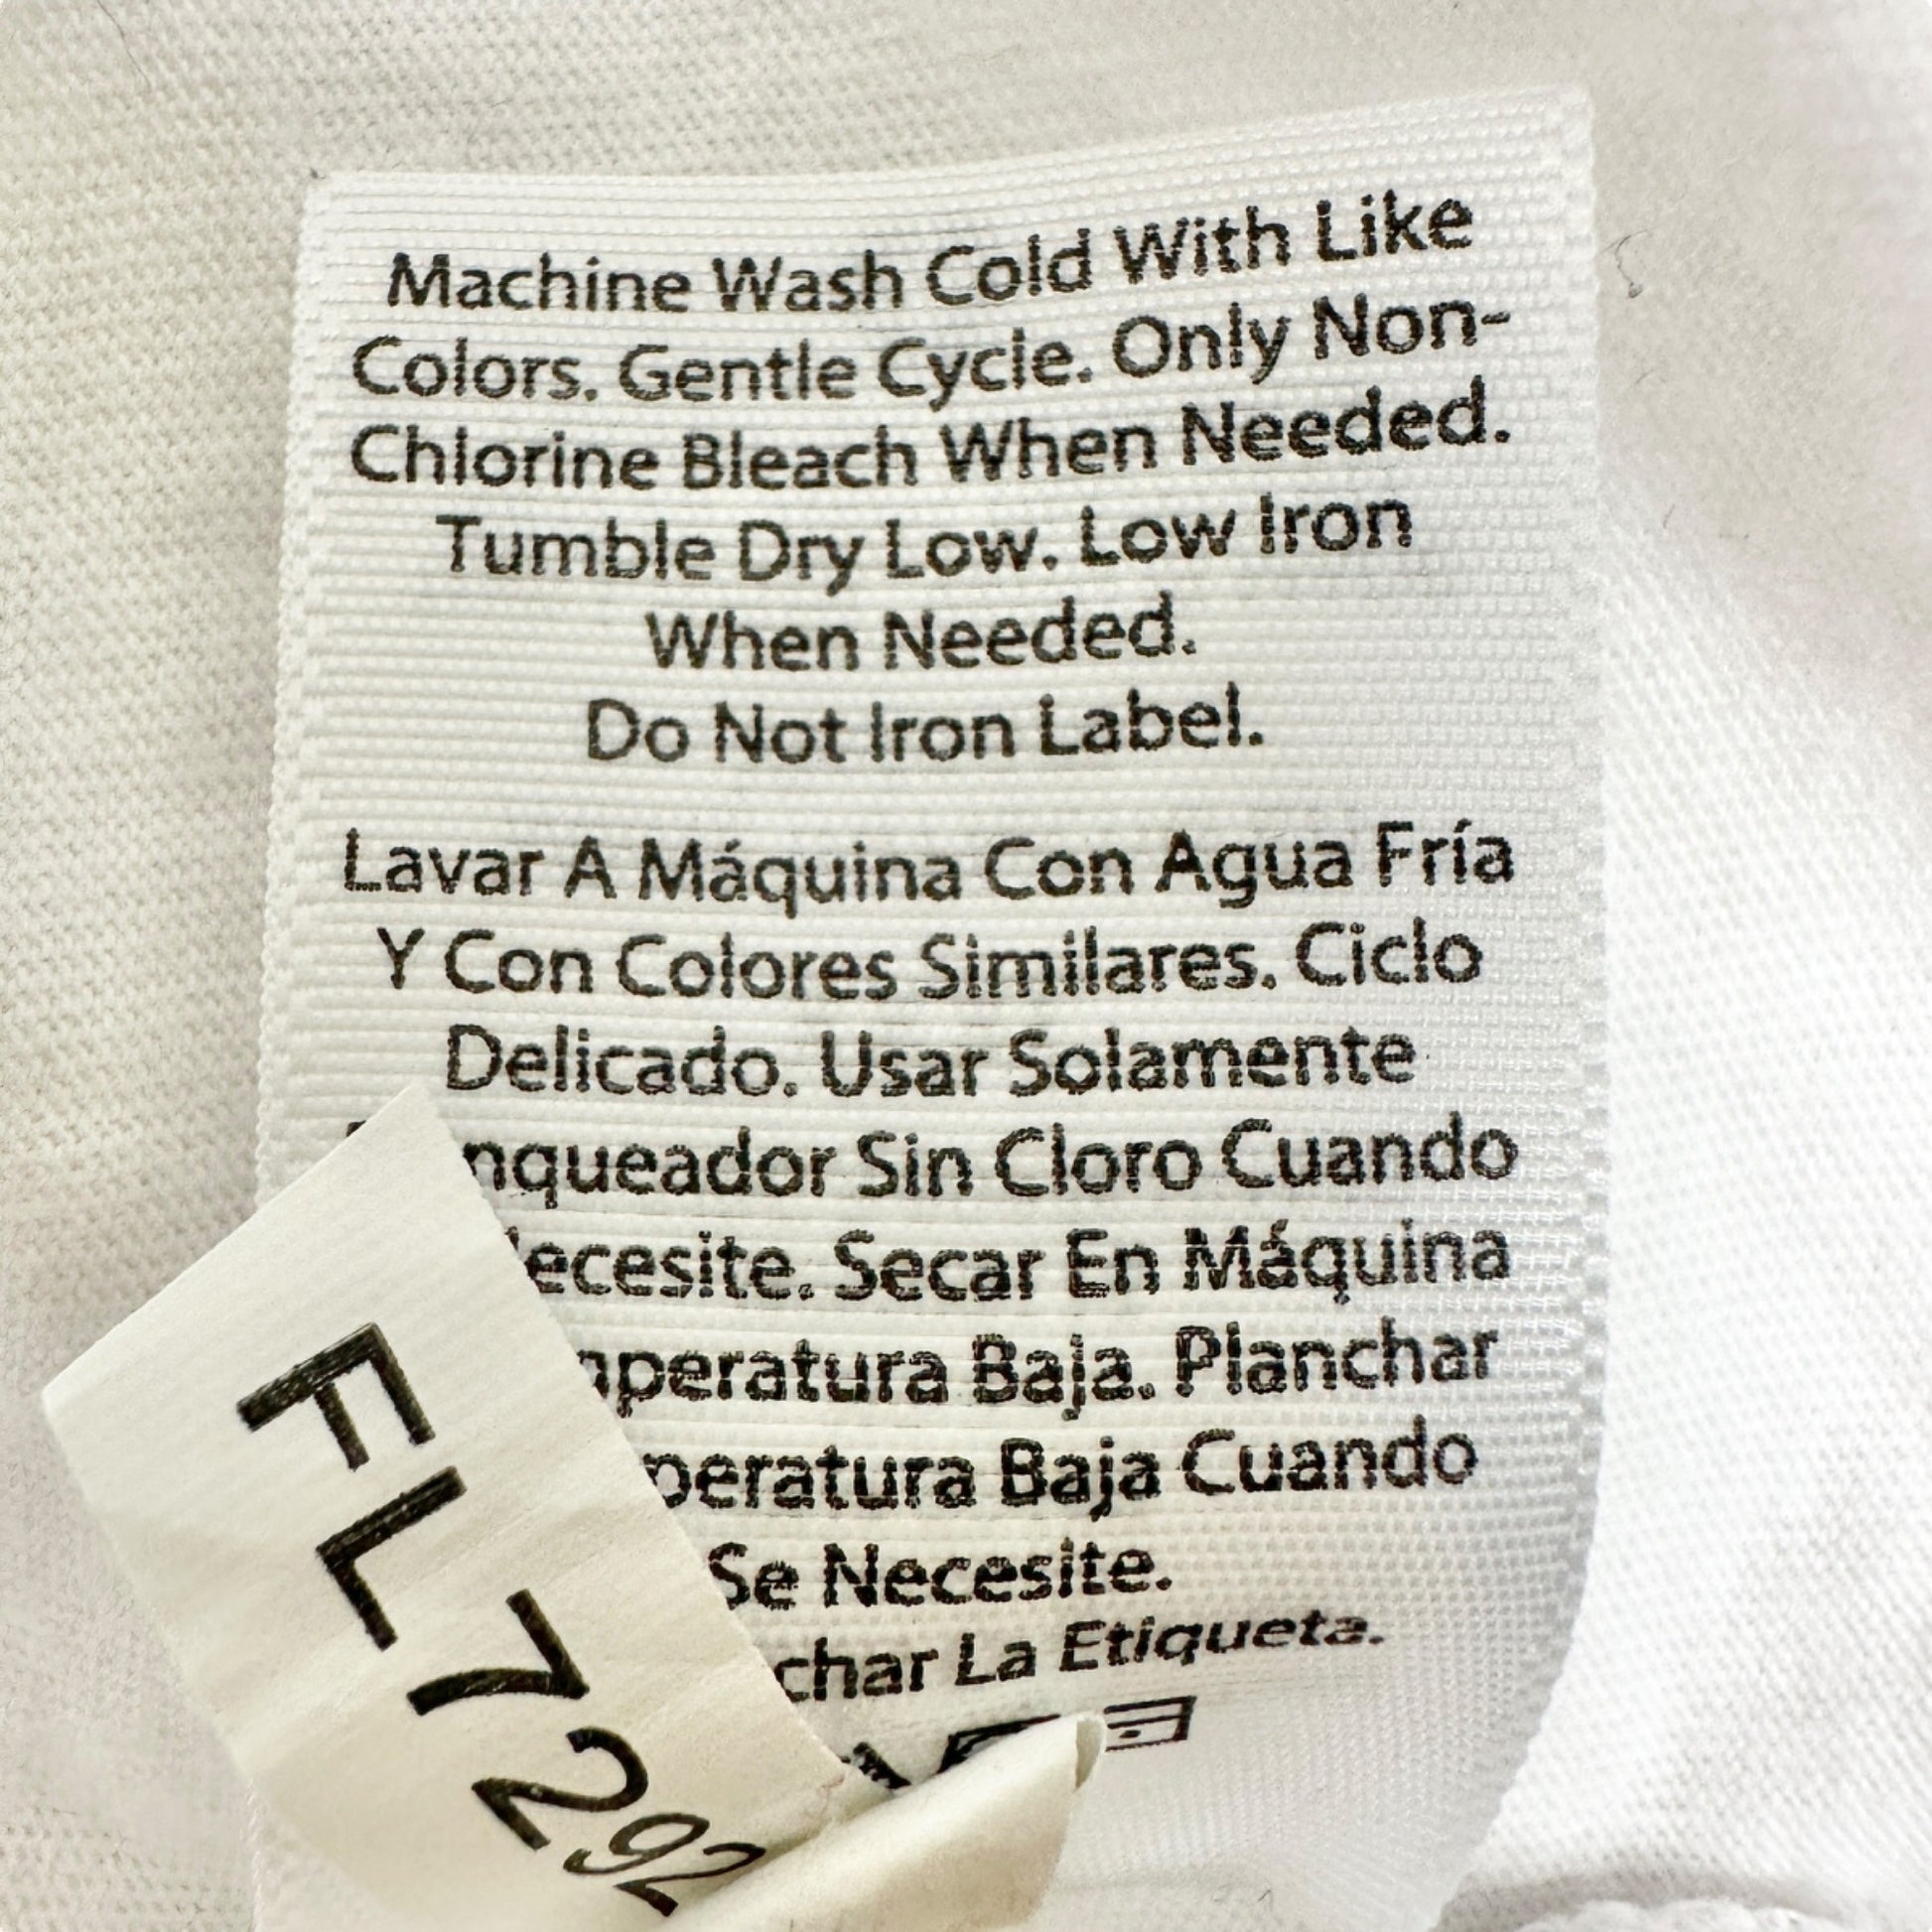 Machine Wash Cold With Like
Colors. Gentle Cycle. Only Non-
Chlorine Bleach When Needed.
Tumble Dry Low. Low Iron
When Needed.
Do Not Iron Label.
Lavar A Máquina Con Agua Fría
Y Con Colores Similares. Ciclo
Delicado. Usar Solamente
nqueador Sin Cloro Cuando
ecesite. Secar En Máquina
peratura Baja. Planchar
peratura Baja Cuando
Se Necesite.
char La Etiqueta.
FL7292